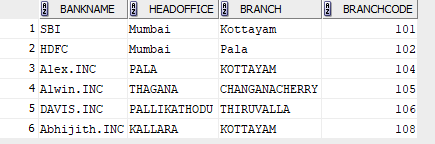 BANKNAME HEADOFFICE BRANCH BRANCHCODE
1 SBI Mumbai Kottayam 101
2 HDFC Mumbai Pala 102
3 Alex.INC PALA KOTTAYAM 104
4 Alwin.INC THAGANA CHANGANACHERRY 105
5 DAVIS.INC PALLIKATHODU THIRUVALLA 106
6 Abhijith.INC KALLARA KOTTAYAM 108